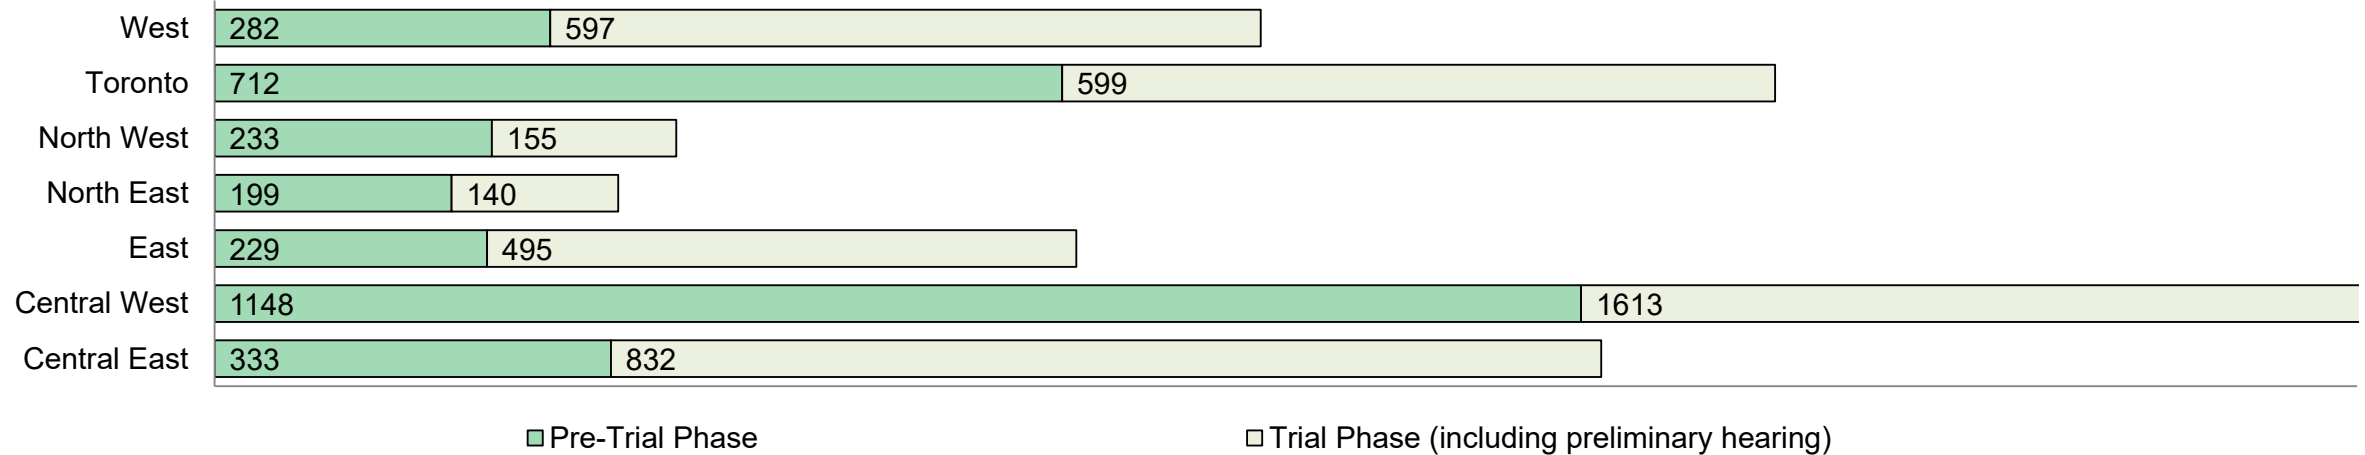 West 282 597
Toronto 712 599
North West 233 155
North East 199 140
East 229 495
Central West 1148 1613
Central East 333 832
Pre-Trial Phase Trial Phase (including preliminary hearing)